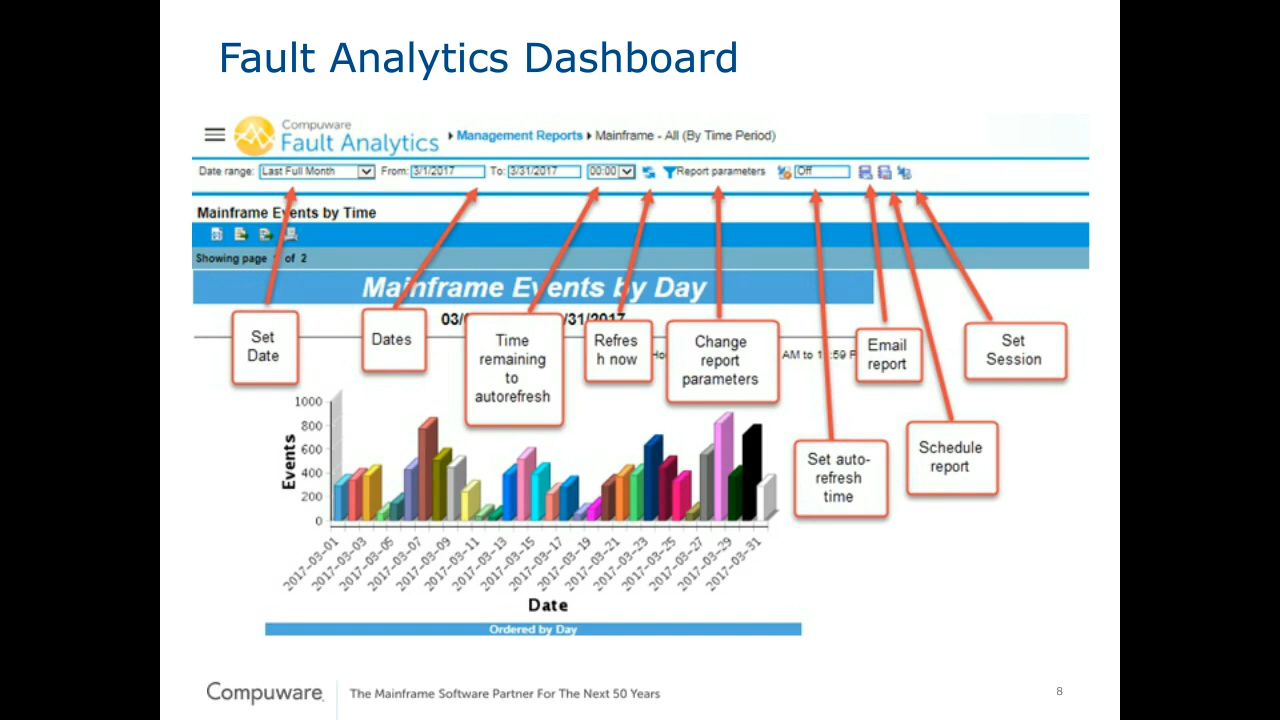 Fault Analytics Dashboard
Compuware
Fault Analytics
Management Reports Mainframe - All (By Time Period)
Date range: Last Full Month From: 3/1/2017 To: 3/31/2017 00:00 Report parameters Off
Mainframe Events by Time
Showing page of 2
Mainframe Events by Day
03/ /31/2017
AM to
Set
Date
Dates
Time
remaining
to
autorefresh
Refres
h now
Change
report
parameters
Email
report
Set
Session
Set auto-
refresh
time
Schedule
report
Events
1000
800
600
400
200
0
2017-03-01
2017-03-03
2017-03-05
2017-03-07
2017-03-09
2017-03-11
2017-03-13
2017-03-15
2017-03-17
2017-03-19
2017-03-21
2017-03-23
2017-03-25
2017-03-27
2017-03-29
2017-03-31
Date
Ordered by Day
Compuware. The Mainframe Software Partner For The Next 50 Years
8